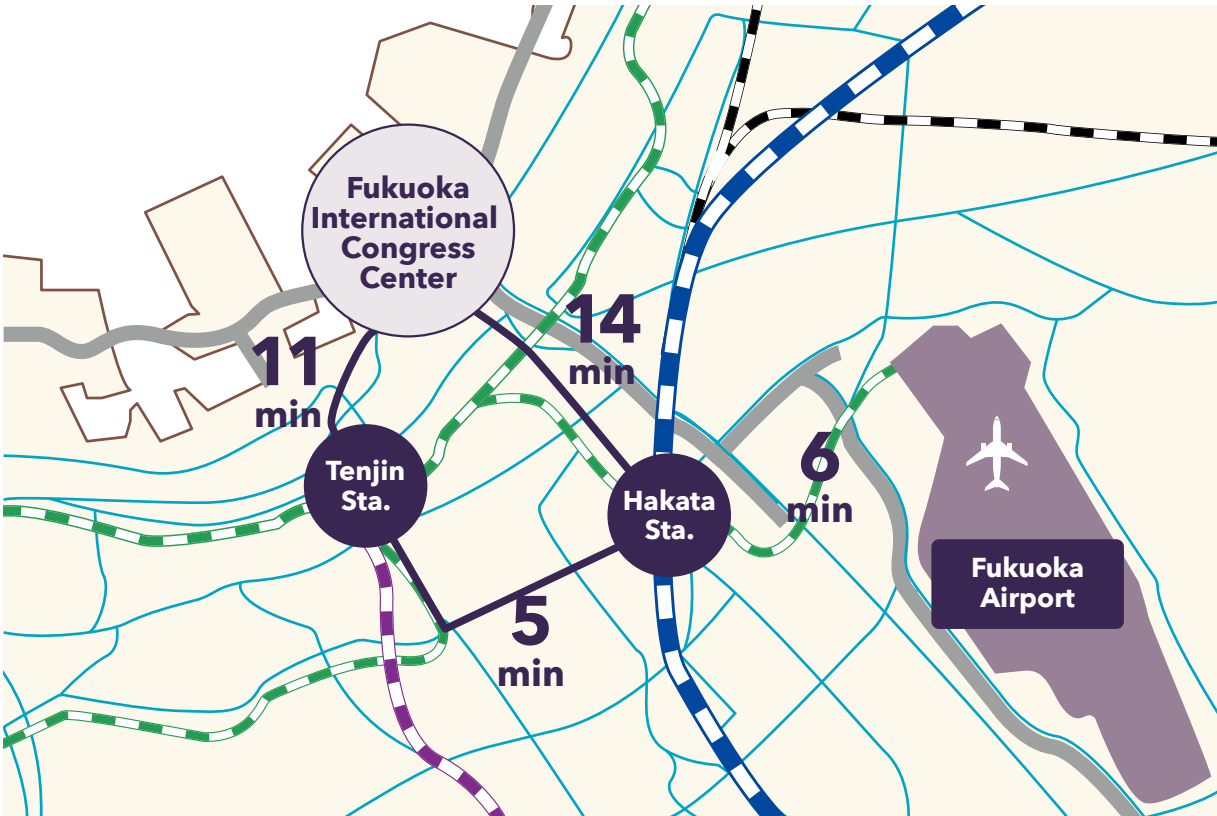 Fukuoka
International
Congress
Center
14
min
11
min
Tenjin
Sta.
Hakata
Sta.
6
min
Fukuoka
Airport
5
min